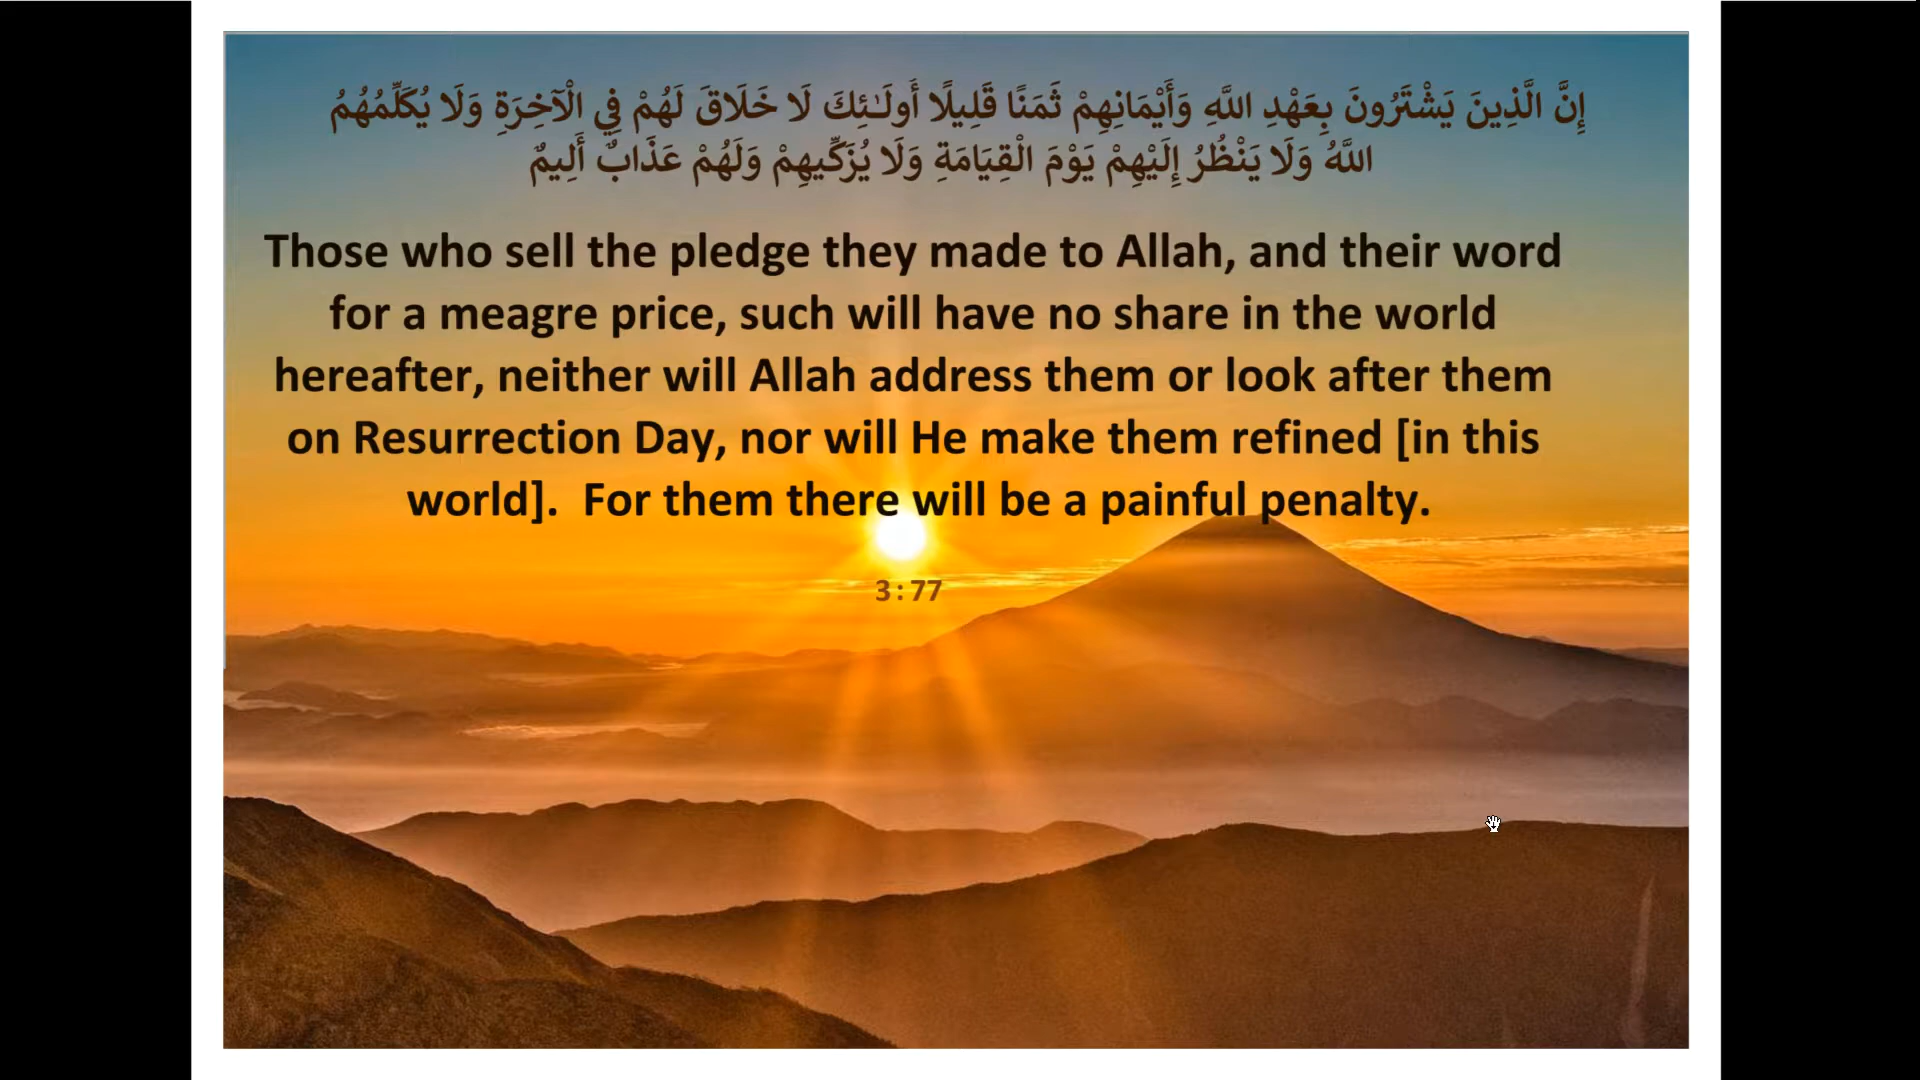 إِنَّ الَّذِينَ يَشْتَرُونَ بِعَهْدِ اللَّهِ وَأَيْمَانِهِمْ ثَمَنًا قَلِيلًا أُولَـٰئِكَ لَا خَلَاقَ لَهُمْ فِي الْآخِرَةِ وَلَا يُكَلِّمُهُمُ
اللَّهُ وَلَا يَنْظُرُ إِلَيْهِمْ يَوْمَ الْقِيَامَةِ وَلَا يُزَكِّيهِمْ وَلَهُمْ عَذَابٌ أَلِيمٌ
Those who sell the pledge they made to Allah, and their word
for a meagre price, such will have no share in the world
hereafter, neither will Allah address them or look after them
on Resurrection Day, nor will He make them refined [in this
world].  For them there will be a painful penalty.
3:77